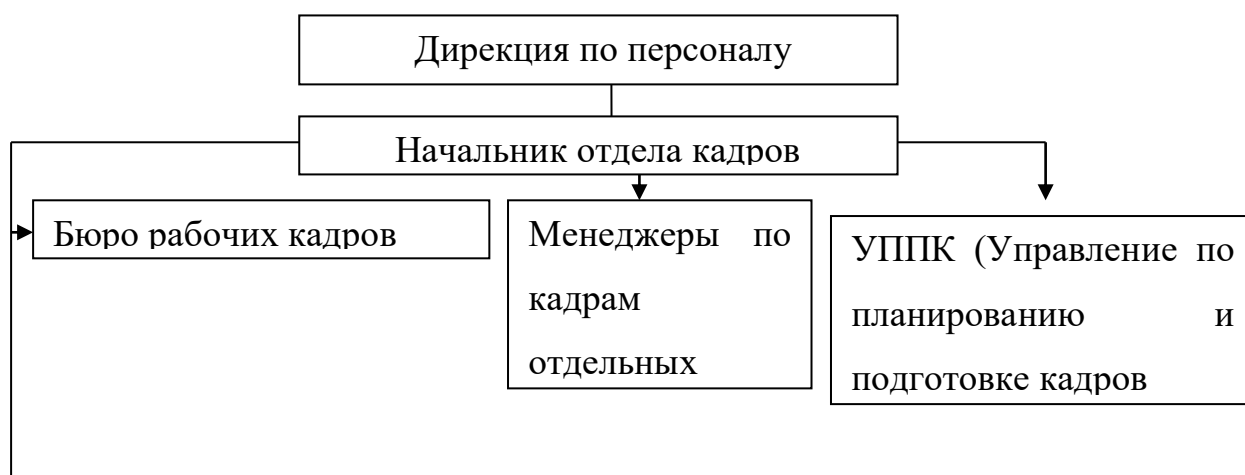 Дирекция по персоналу
Начальник отдела кадров
Бюро рабочих кадров
Менеджеры по
кадрам
отдельных
УППК (Управление по
планированию и
подготовке кадров